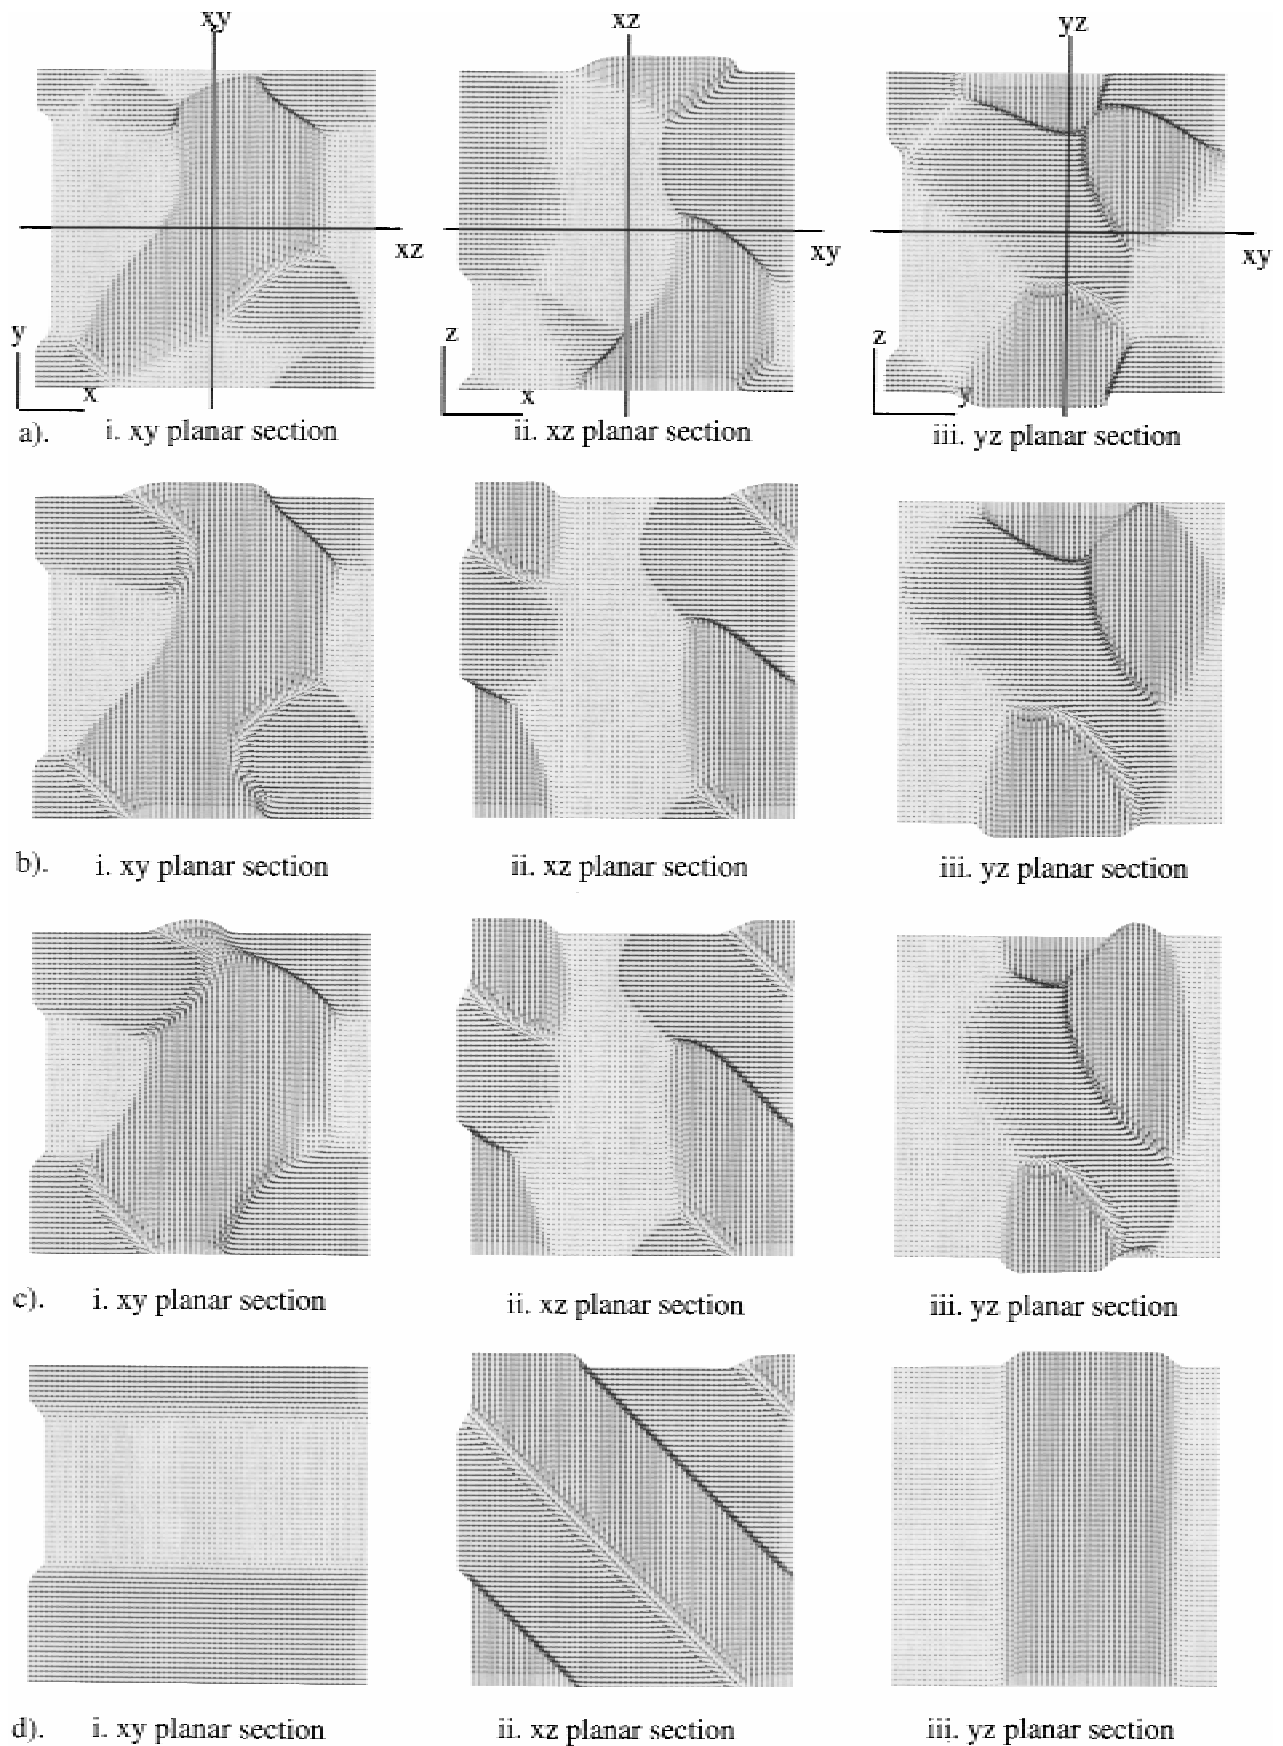 xy xz yz
xz xy xy
y z z
x x y
a). i. xy planar section ii. xz planar section iii. yz planar section
b). i. xy planar section ii. xz planar section iii. yz planar section
c). i. xy planar section ii. xz planar section iii. yz planar section
d). i. xy planar section ii. xz planar section iii. yz planar section